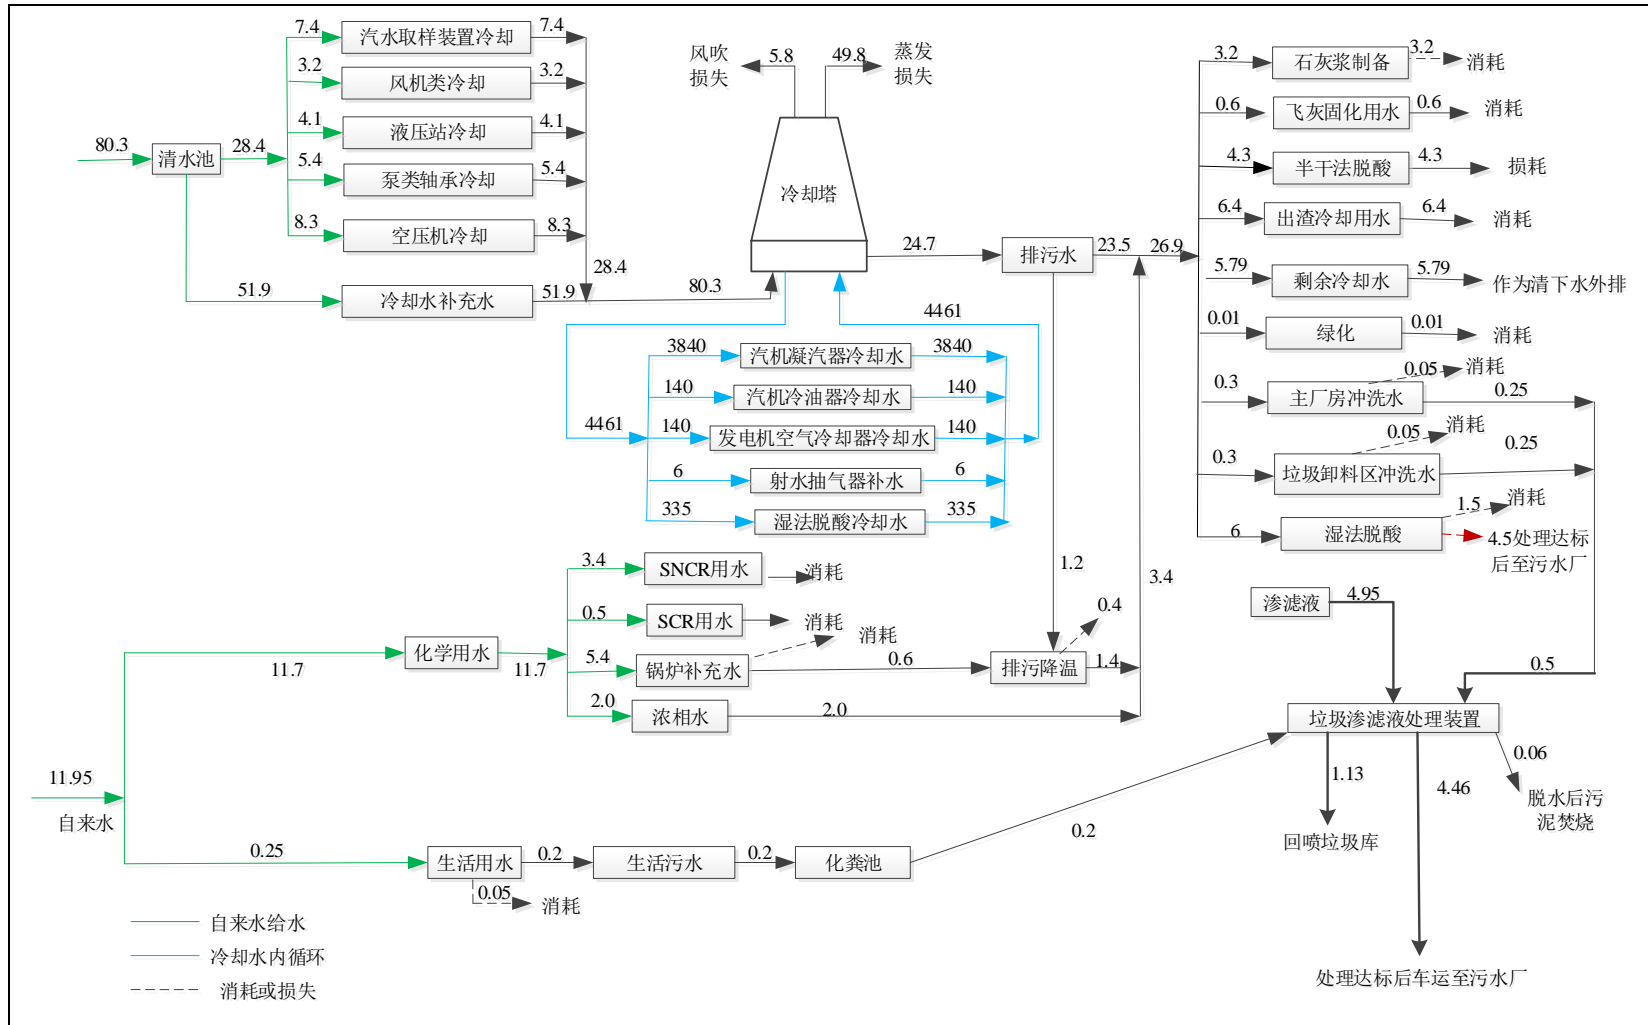 80.3
清水池
28.4
7.4
汽水取样装置冷却
7.4
3.2
风机类冷却
3.2
4.1
液压站冷却
4.1
5.4
泵类轴承冷却
5.4
8.3
空压机冷却
8.3
28.4
51.9
冷却水补充水
51.9
80.3
风吹
损失
5.8
49.8
蒸发
损失
冷却塔
24.7
排污水
23.5
26.9
4461
4461
3840
汽机凝汽器冷却水
3840
140
汽机冷油器冷却水
140
140
发电机空气冷却器冷却水
140
6
射水抽气器补水
6
335
湿法脱酸冷却水
335
3.2
石灰浆制备
3.2
消耗
0.6
飞灰固化用水
0.6
消耗
4.3
半干法脱酸
4.3
损耗
6.4
出渣冷却用水
6.4
消耗
5.79
剩余冷却水
5.79
作为清下水外排
0.01
绿化
0.01
消耗
0.3
主厂房冲洗水
0.05
消耗
0.25
0.3
垃圾卸料区冲洗水
0.05
消耗
0.25
6
湿法脱酸
1.5
消耗
4.5处理达标
后至污水厂
渗滤液
4.95
0.5
1.2
3.4
3.4
SNCR用水
消耗
0.5
SCR用水
消耗
化学用水
11.7
11.7
5.4
锅炉补充水
消耗
0.6
排污降温
0.4
1.4
2.0
浓相水
2.0
垃圾渗滤液处理装置
1.13
回喷垃圾库
4.46
处理达标后车运至污水厂
0.06
脱水后污
泥焚烧
11.95
自来水
0.25
生活用水
0.2
生活污水
0.2
化粪池
0.2
0.05
消耗
自来水给水
冷却水内循环
消耗或损失